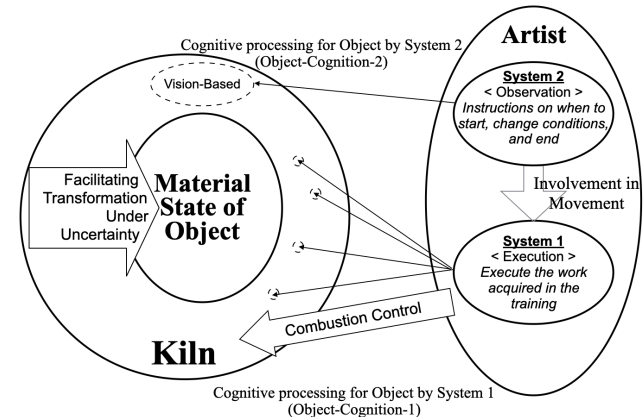 Cognitive processing for Object by System 2
(Object-Cognition-2)
Artist
Vision-Based
System 2
< Observation >
Instructions on when to
start, change conditions,
and end
Facilitating
Transformation
Under
Uncertainty
Material
State of
Object
Involvement in
Movement
System 1
< Execution >
Execute the work
acquired in the
training
Combustion Control
Kiln
Cognitive processing for Object by System 1
(Object-Cognition-1)